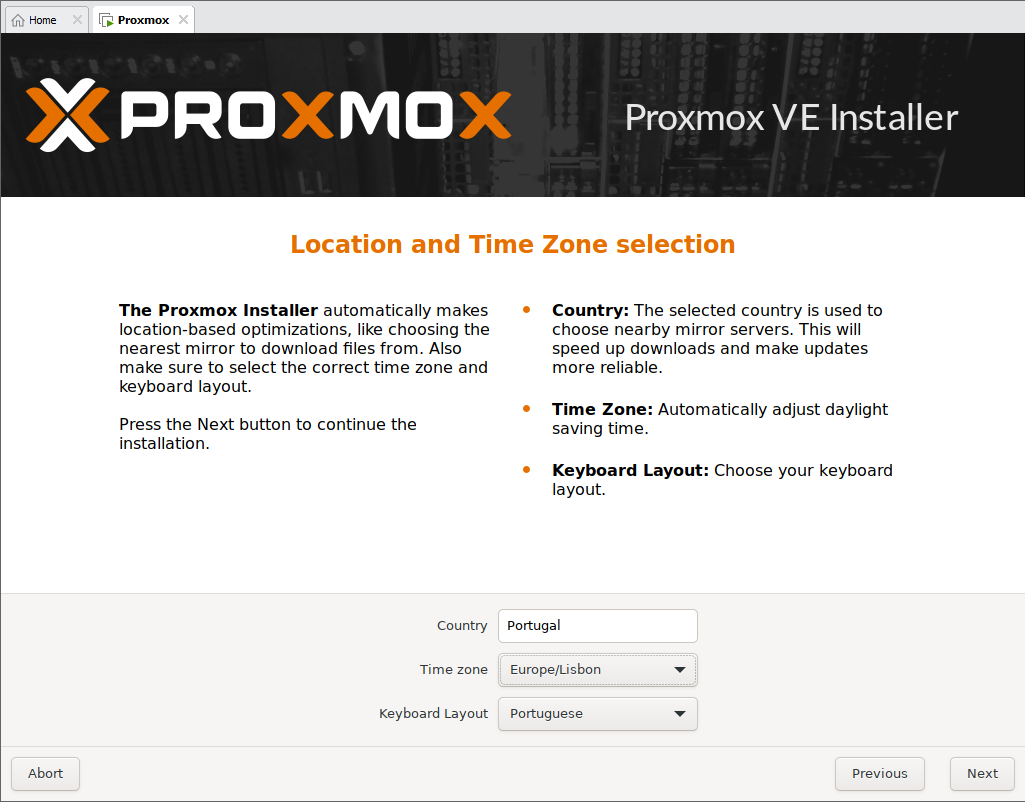 Home
Proxmox
PROXMOX
Proxmox VE Installer
Location and Time Zone selection
The Proxmox Installer automatically makes
location-based optimizations, like choosing the
nearest mirror to download files from. Also
make sure to select the correct time zone and
keyboard layout.
Press the Next button to continue the
installation.
Country: The selected country is used to
choose nearby mirror servers. This will
speed up downloads and make updates
more reliable.
Time Zone: Automatically adjust daylight
saving time.
Keyboard Layout: Choose your keyboard
layout.
Country Portugal
Time zone Europe/Lisbon
Keyboard Layout Portuguese
Abort Previous Next